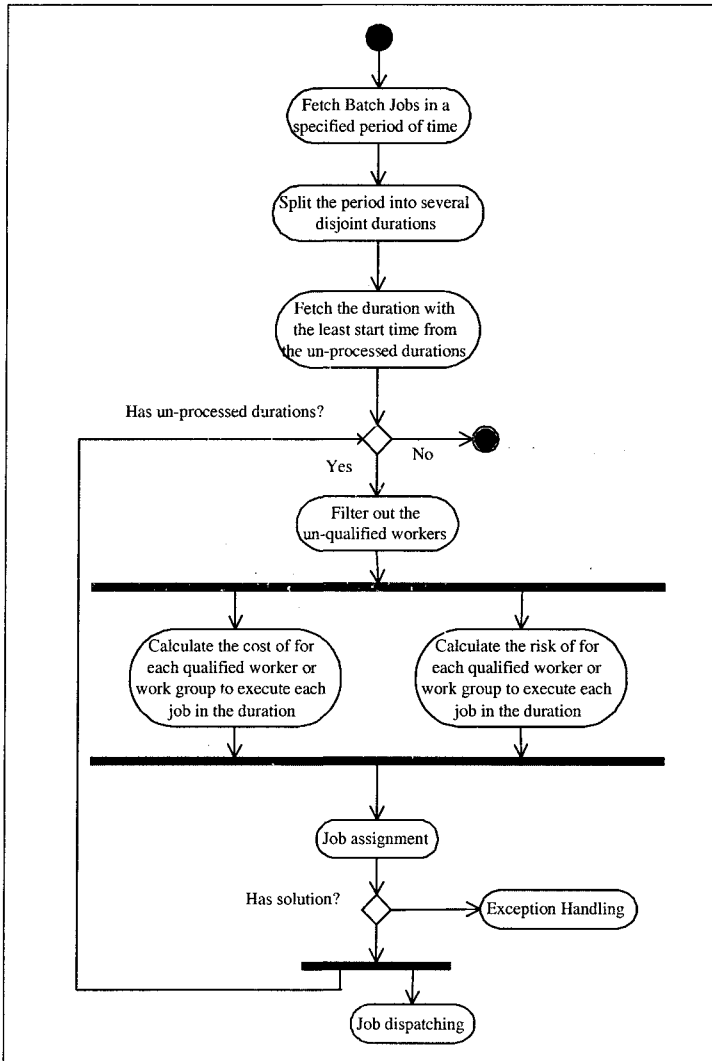 Fetch Batch Jobs in a
specified period of time
Split the period into several
disjoint durations
Fetch the duration with
the least start time from
the un-processed durations
Has un-processed durations?
No
Yes
Filter out the
un-qualified workers
Calculate the cost of for
each qualified worker or
work group to execute each
job in the duration
Calculate the risk of for
each qualified worker or
work group to execute each
job in the duration
Job assignment
Has solution?
Exception Handling
Job dispatching